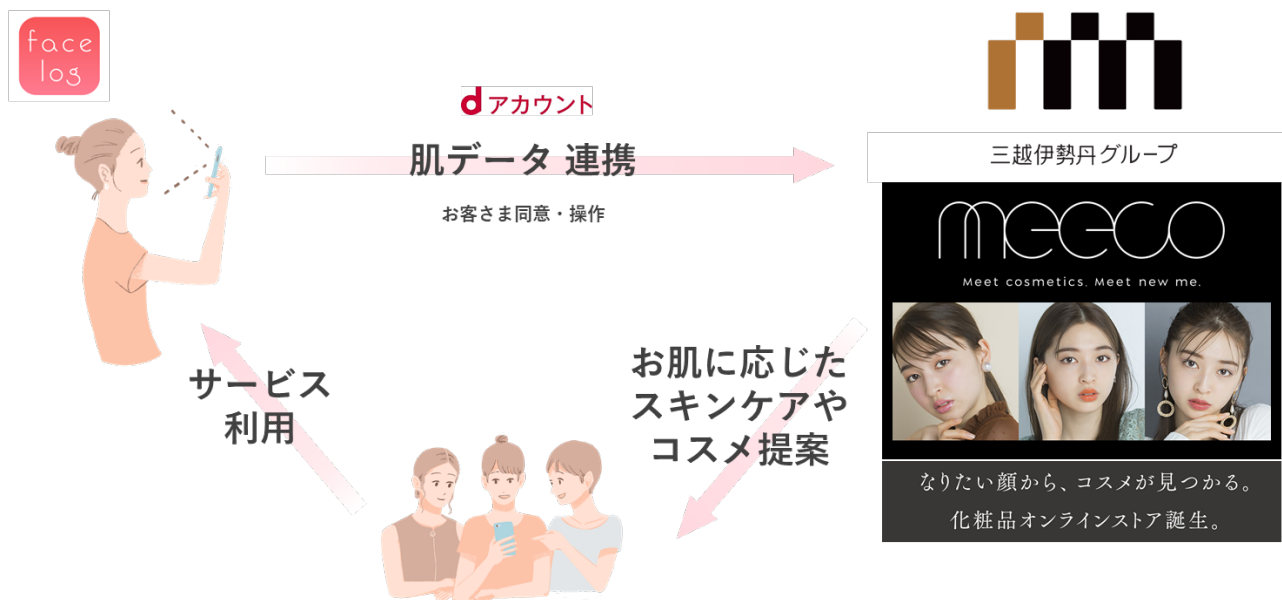 face
log
dアカウント
肌データ 連携
お客さま同意・操作
三越伊勢丹グループ
meeco
Meet cosmetics. Meet new me.
サービス
利用
お肌に応じた
スキンケアや
コスメ提案
なりたい顔から、コスメが見つかる。
化粧品オンラインストア誕生。